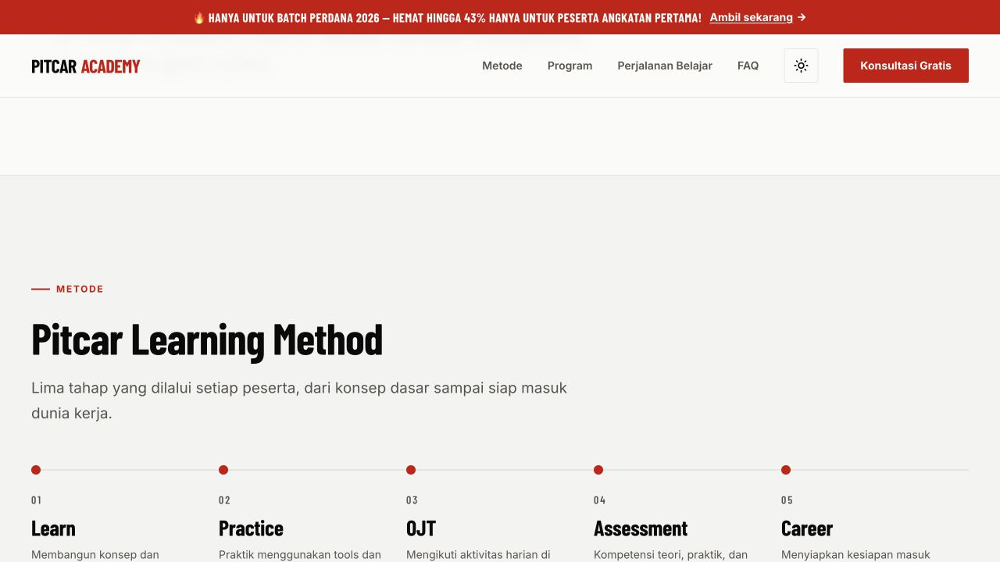 🔥 HANYA UNTUK BATCH PERDANA 2026 — HEMAT HINGGA 43% HANYA UNTUK PESERTA ANGKATAN PERTAMA! Ambil sekarang →
PITCAR ACADEMY Metode Program Perjalanan Belajar FAQ Konsultasi Gratis
METODE
Pitcar Learning Method
Lima tahap yang dilalui setiap peserta, dari konsep dasar sampai siap masuk
dunia kerja.
01 02 03 04 05
Learn Practice OJT Assessment Career
Membangun konsep dan Praktik menggunakan tools dan Mengikuti aktivitas harian di Kompetensi teori, praktik, dan Menyiapkan kesiapan masuk